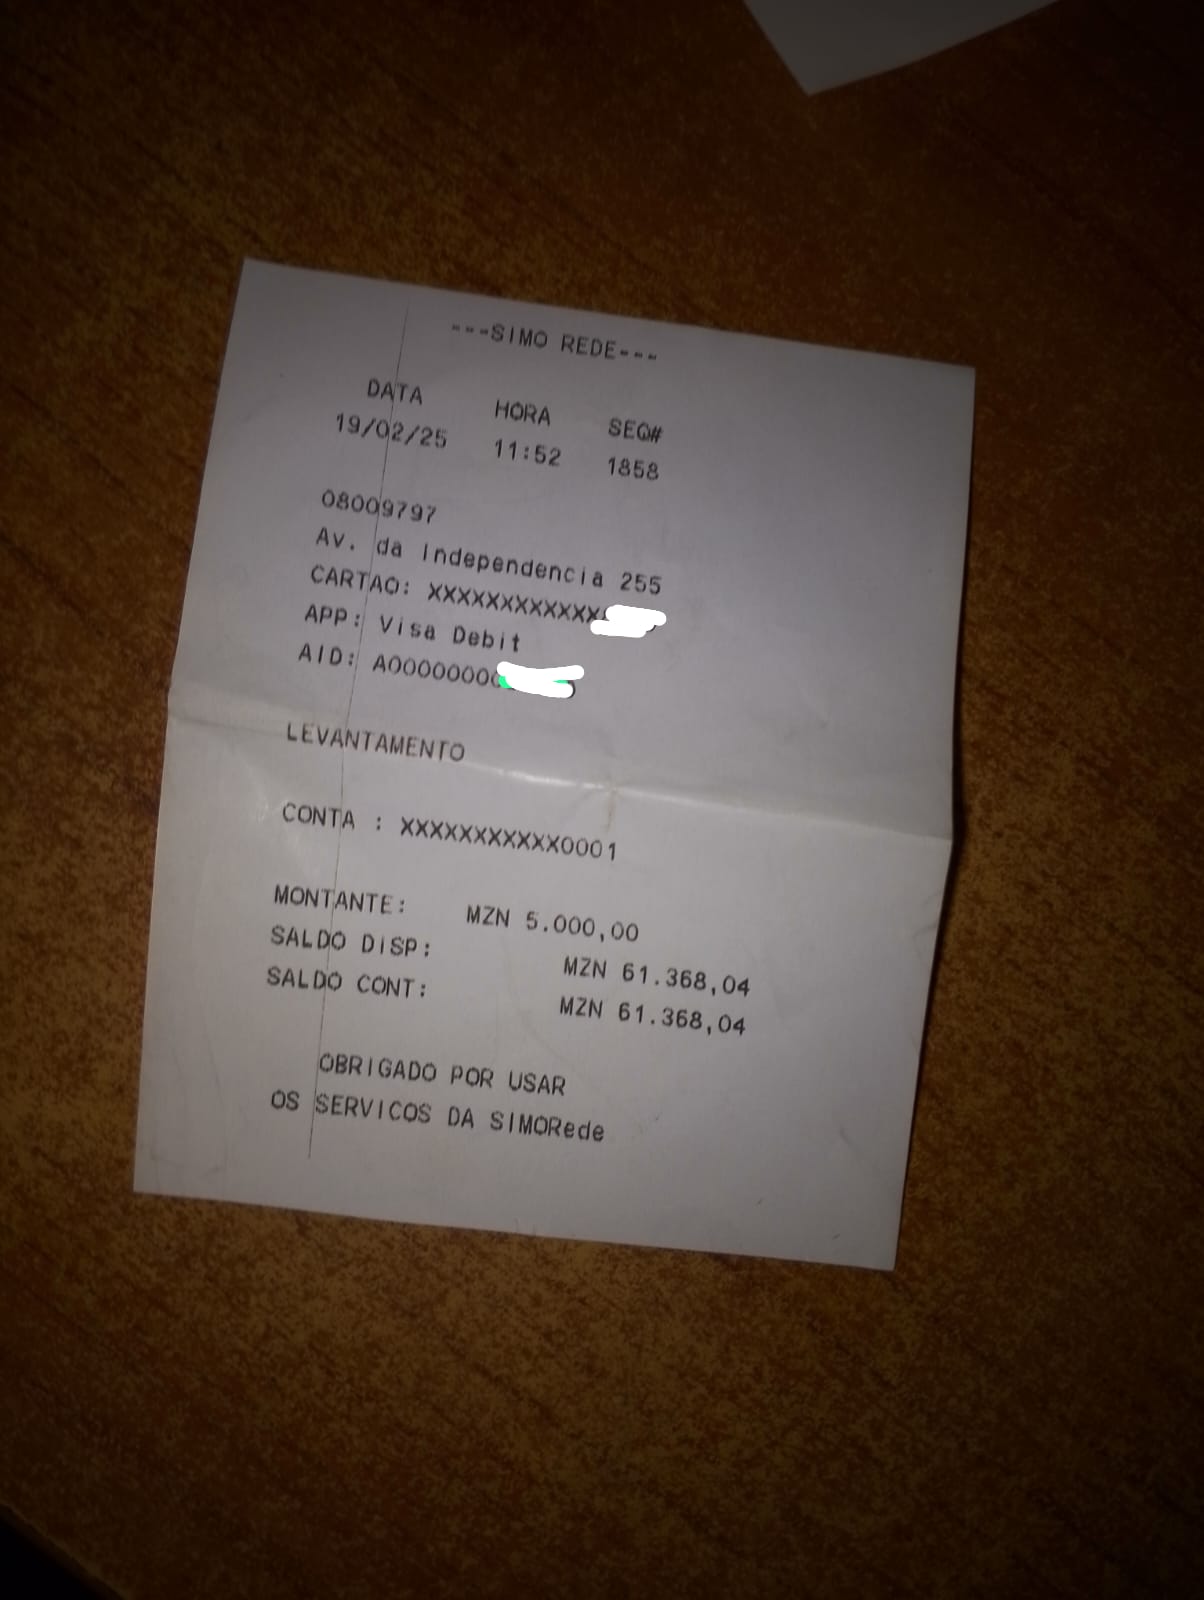 ---SIMO REDE---
DATA HORA SEQ#
19/02/25 11:52 1858
08009797
Av. da Independencia 255
CARTAO: XXXXXXXXXXXX
APP: Visa Debit
AID: A0000000
LEVANTAMENTO
CONTA : XXXXXXXXXXX0001
MONTANTE: MZN 5.000,00
SALDO DISP: MZN 61.368,04
SALDO CONT: MZN 61.368,04
OBRIGADO POR USAR
OS SERVICOS DA SIMORede